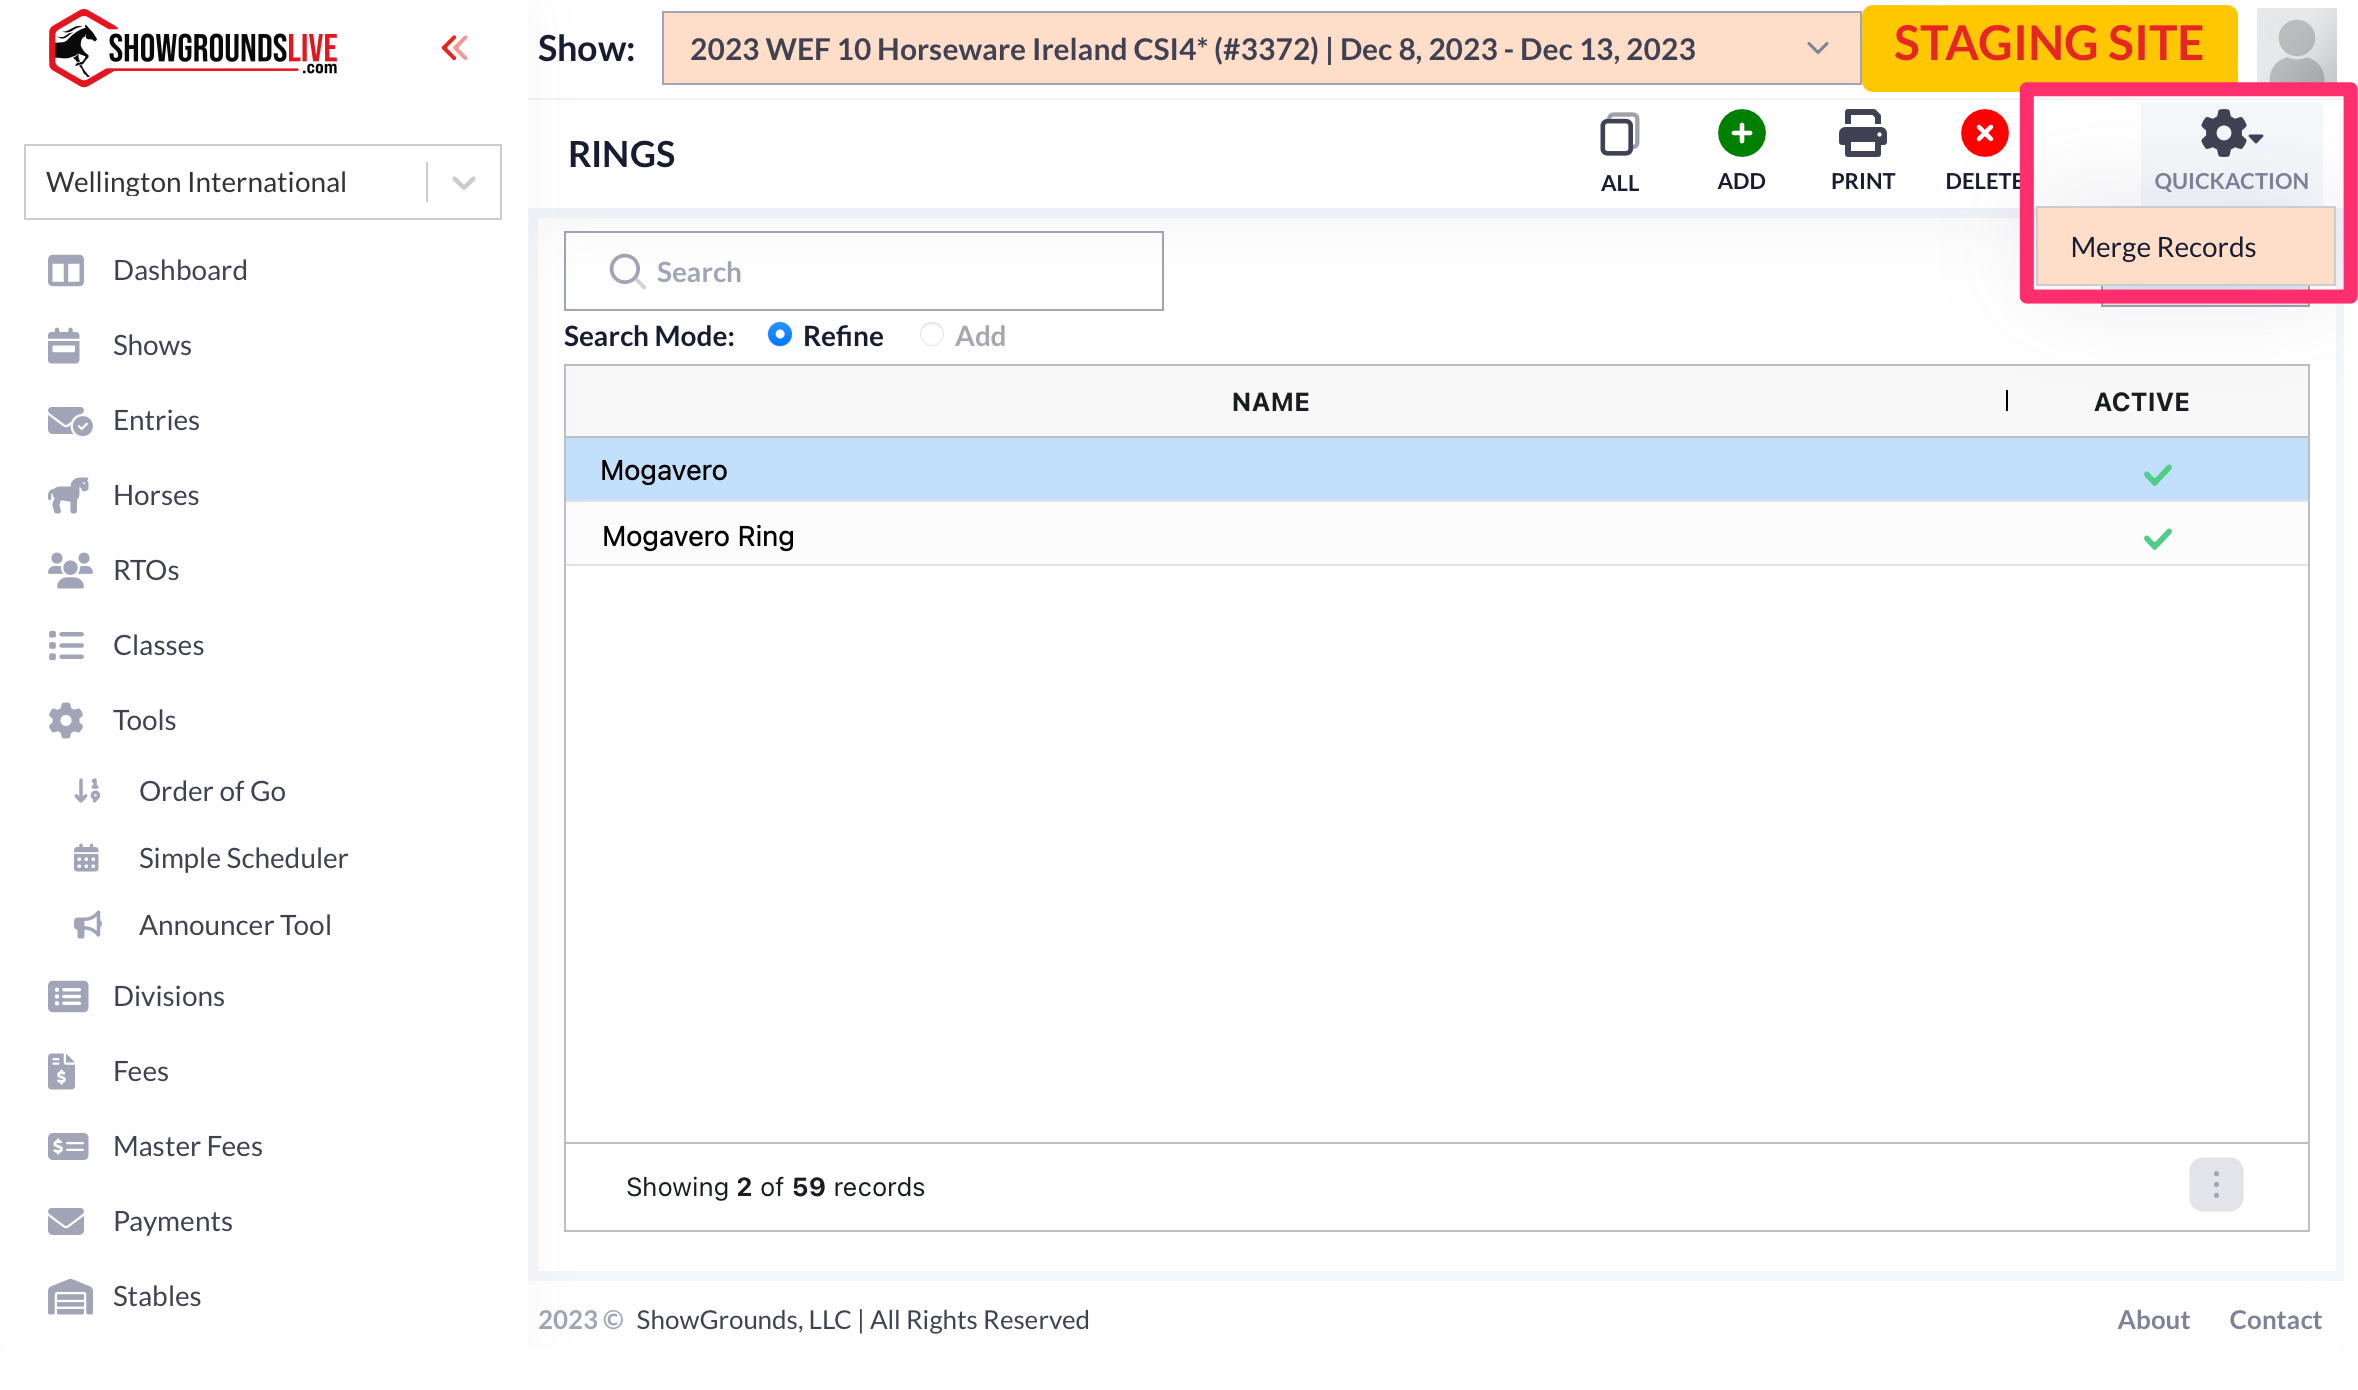 SHOWGROUNDSLIVE
.com
Show:
2023 WEF 10 Horseware Ireland CSI4* (#3372) | Dec 8, 2023 - Dec 13, 2023
STAGING SITE
Wellington International
RINGS
ALL
ADD
PRINT
DELETE
QUICKACTION
Merge Records
Dashboard
Shows
Entries
Horses
RTOs
Classes
Tools
Order of Go
Simple Scheduler
Announcer Tool
Divisions
Fees
Master Fees
Payments
Stables
Search
Search Mode:
Refine
Add
NAME
ACTIVE
Mogavero
Mogavero Ring
Showing 2 of 59 records
2023 © ShowGrounds, LLC | All Rights Reserved
About
Contact